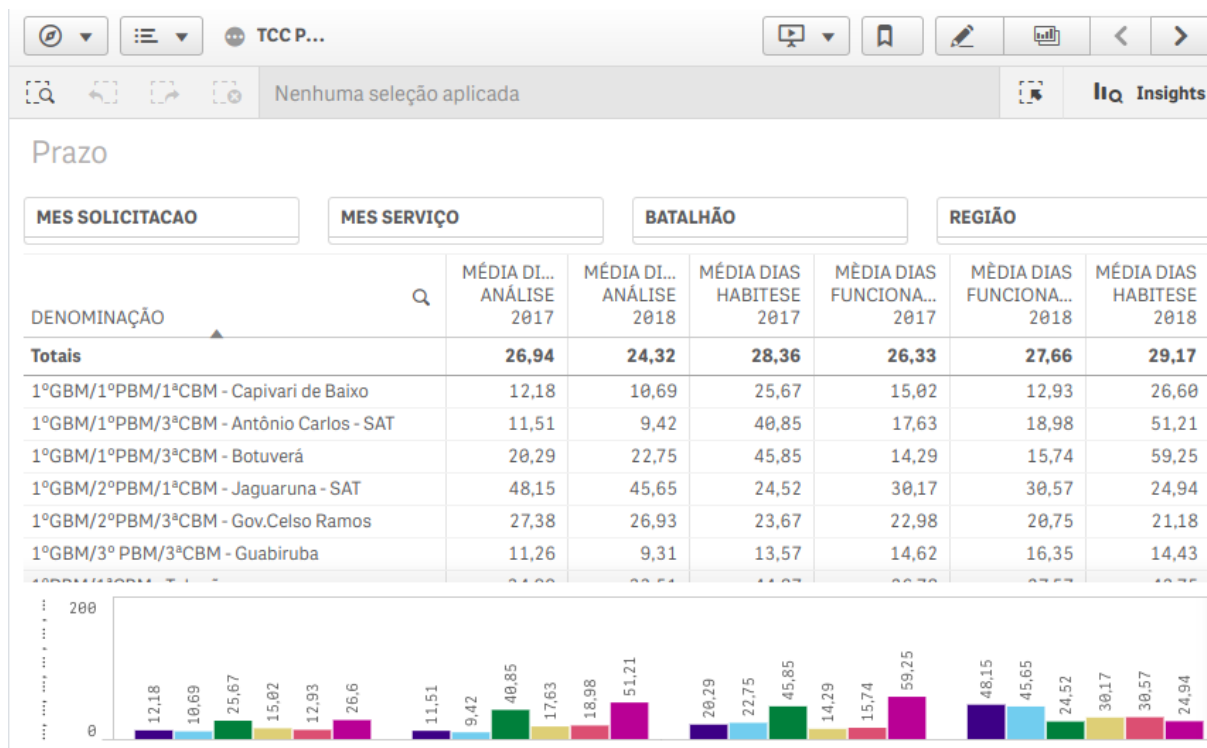 TCC P...
Nenhuma seleção aplicada
Insights
Prazo
MES SOLICITACAO MES SERVIÇO BATALHÃO REGIÃO
DENOMINAÇÃO MÉDIA DI... ANÁLISE 2017 MÉDIA DI... ANÁLISE 2018 MÉDIA DIAS HABITESE 2017 MÈDIA DIAS FUNCIONA... 2017 MÈDIA DIAS FUNCIONA... 2018 MÉDIA DIAS HABITESE 2018
Totais 26,94 24,32 28,36 26,33 27,66 29,17
1ºGBM/1ºPBM/1ªCBM - Capivari de Baixo 12,18 10,69 25,67 15,02 12,93 26,60
1ºGBM/1ºPBM/3ªCBM - Antônio Carlos - SAT 11,51 9,42 40,85 17,63 18,98 51,21
1ºGBM/1ºPBM/3ªCBM - Botuverá 20,29 22,75 45,85 14,29 15,74 59,25
1ºGBM/2ºPBM/1ªCBM - Jaguaruna - SAT 48,15 45,65 24,52 30,17 30,57 24,94
1ºGBM/2ºPBM/3ªCBM - Gov.Celso Ramos 27,38 26,93 23,67 22,98 20,75 21,18
1ºGBM/3º PBM/3ªCBM - Guabiruba 11,26 9,31 13,57 14,62 16,35 14,43
200
12,18 10,69 25,67 15,02 12,93 26,6 11,51 9,42 40,85 17,63 18,98 51,21 20,29 22,75 45,85 14,29 15,74 59,25 48,15 45,65 24,52 30,17 30,57 24,94
0